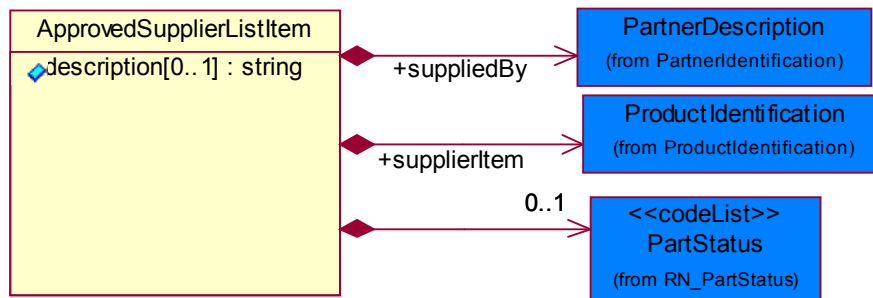 ApprovedSupplierListItem
description[0..1] : string
+suppliedBy
PartnerDescription
(from PartnerIdentification)
+supplierItem
ProductIdentification
(from ProductIdentification)
0..1
<<codeList>>
PartStatus
(from RN_PartStatus)